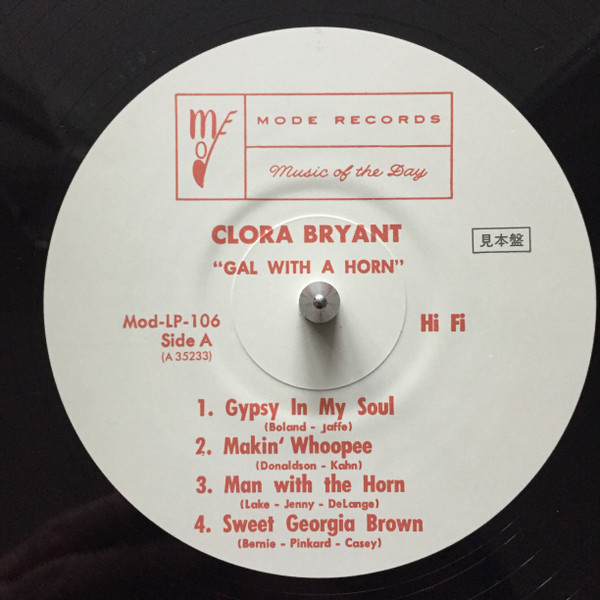 mode
MODE RECORDS
Music of the Day
CLORA BRYANT
"GAL WITH A HORN"
見本盤
Mod-LP-106
Side A
(A 35233)
Hi Fi
1. Gypsy In My Soul
(Boland - Jaffe)
2. Makin' Whoopee
(Donaldson - Kahn)
3. Man with the Horn
(Lake - Jenny - DeLange)
4. Sweet Georgia Brown
(Bernie - Pinkard - Casey)